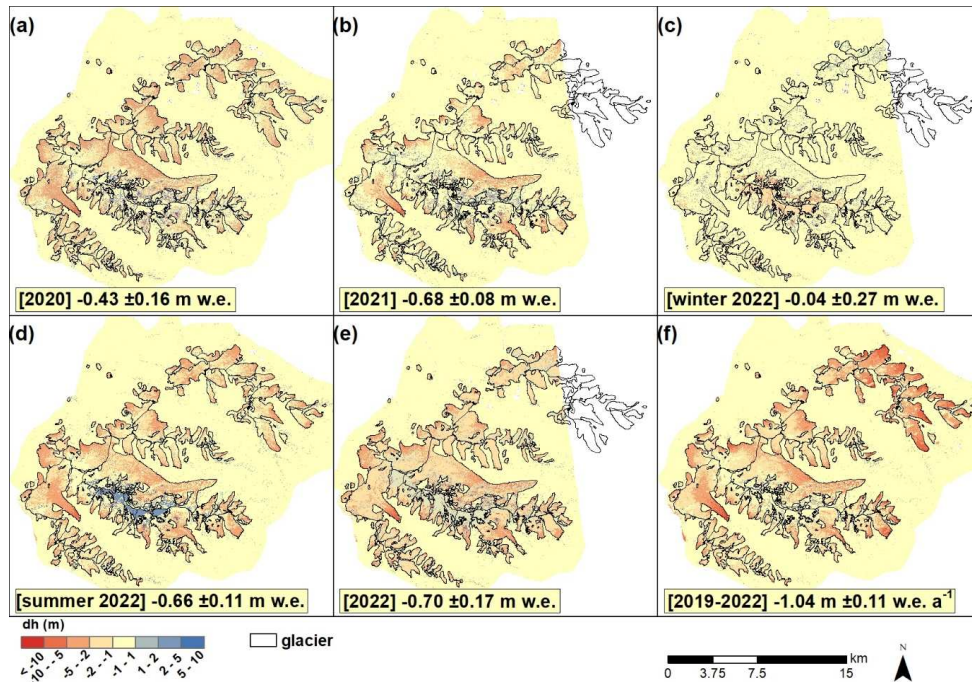 (a)
(b)
(c)
[2020] -0.43 ±0.16 m w.e.
[2021] -0.68 ±0.08 m w.e.
[winter 2022] -0.04 ±0.27 m w.e.
(d)
(e)
(f)
[summer 2022] -0.66 ±0.11 m w.e.
[2022] -0.70 ±0.17 m w.e.
[2019-2022] -1.04 m ±0.11 w.e. a⁻¹
dh (m)
< -10
-10 - -5
-5 - -2
-2 - -1
-1 - 1
1 - 2
2 - 5
5 - 10
glacier
km
0 3.75 7.5 15
N